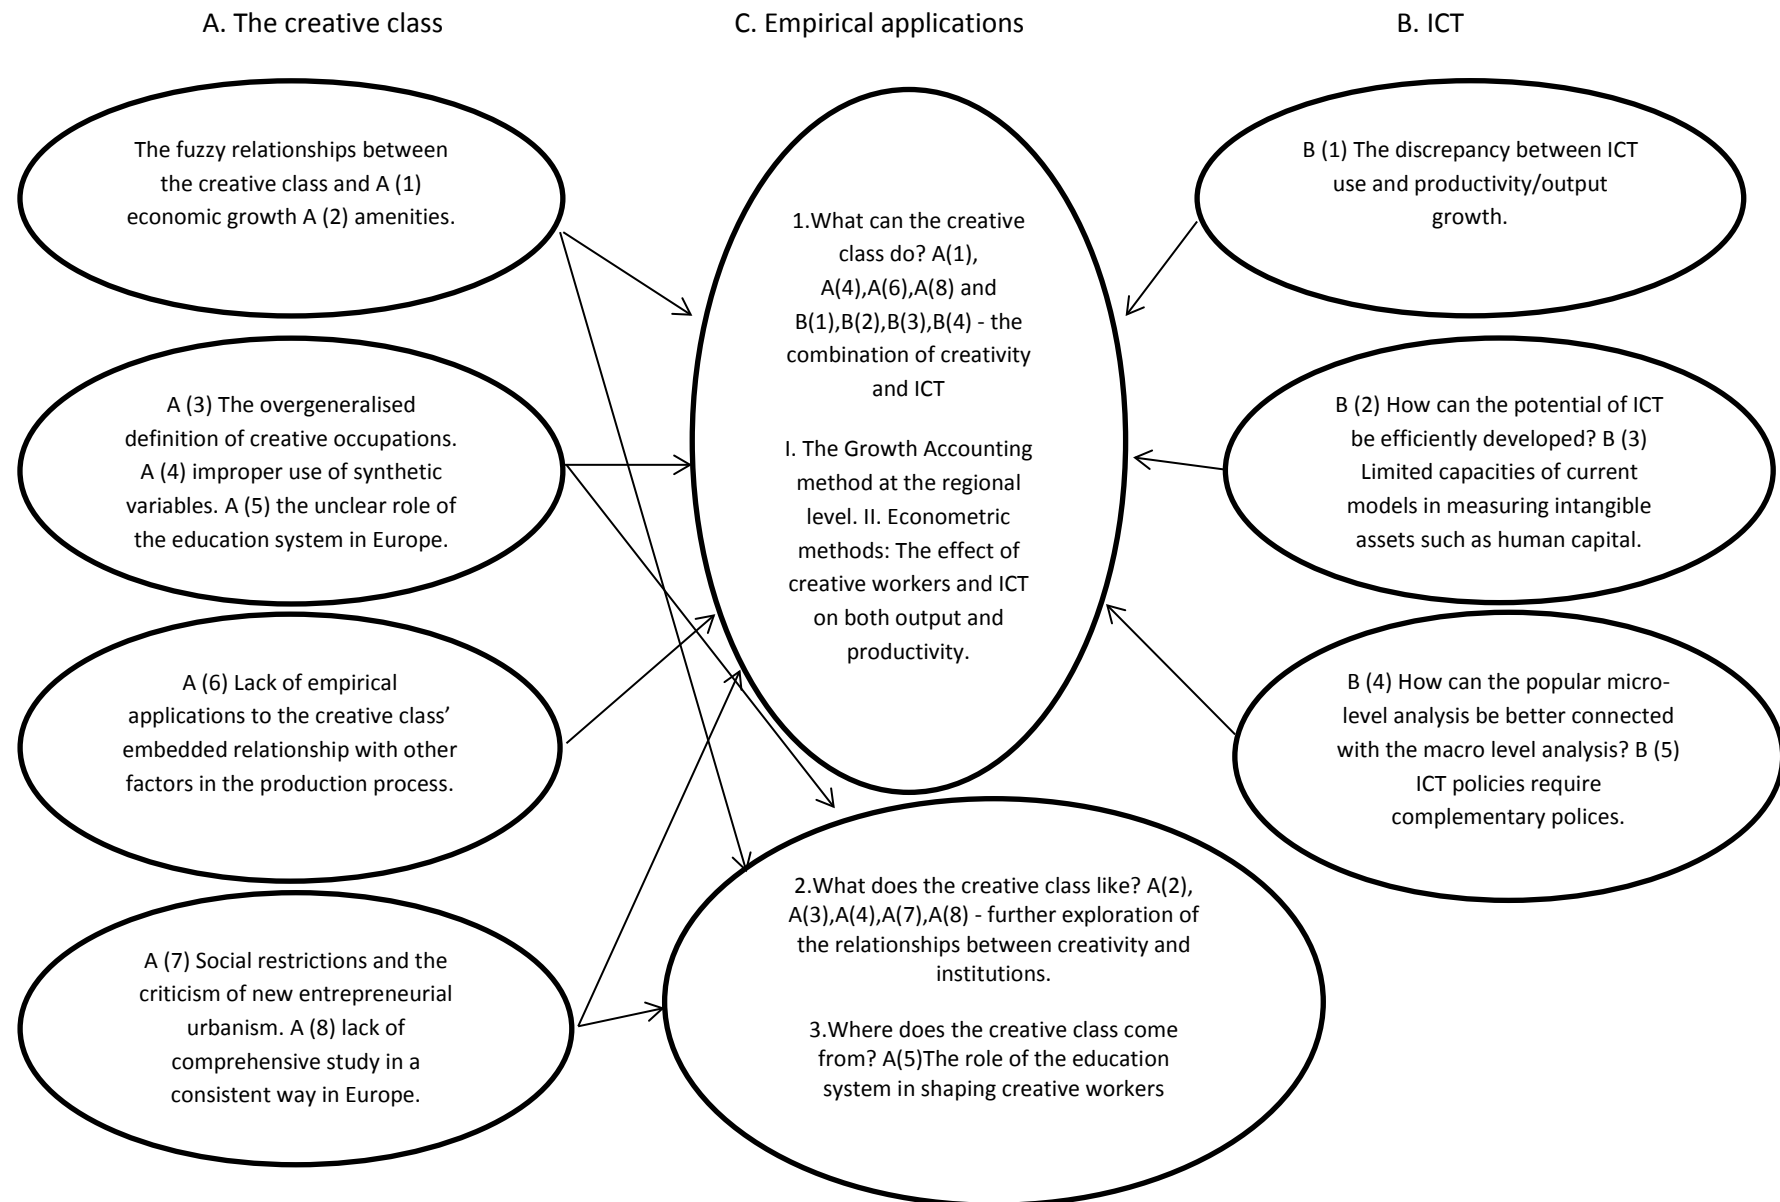 A. The creative class
C. Empirical applications
B. ICT
The fuzzy relationships between
the creative class and A (1)
economic growth A (2) amenities.
A (3) The overgeneralised
definition of creative occupations.
A (4) improper use of synthetic
variables. A (5) the unclear role of
the education system in Europe.
A (6) Lack of empirical
applications to the creative class’
embedded relationship with other
factors in the production process.
A (7) Social restrictions and the
criticism of new entrepreneurial
urbanism. A (8) lack of
comprehensive study in a
consistent way in Europe.
1.What can the creative
class do? A(1),
A(4),A(6),A(8) and
B(1),B(2),B(3),B(4) - the
combination of creativity
and ICT
I. The Growth Accounting
method at the regional
level. II. Econometric
methods: The effect of
creative workers and ICT
on both output and
productivity.
2.What does the creative class like? A(2),
A(3),A(4),A(7),A(8) - further exploration of
the relationships between creativity and
institutions.
3.Where does the creative class come
from? A(5)The role of the education
system in shaping creative workers
B (1) The discrepancy between ICT
use and productivity/output
growth.
B (2) How can the potential of ICT
be efficiently developed? B (3)
Limited capacities of current
models in measuring intangible
assets such as human capital.
B (4) How can the popular micro-
level analysis be better connected
with the macro level analysis? B (5)
ICT policies require
complementary polices.